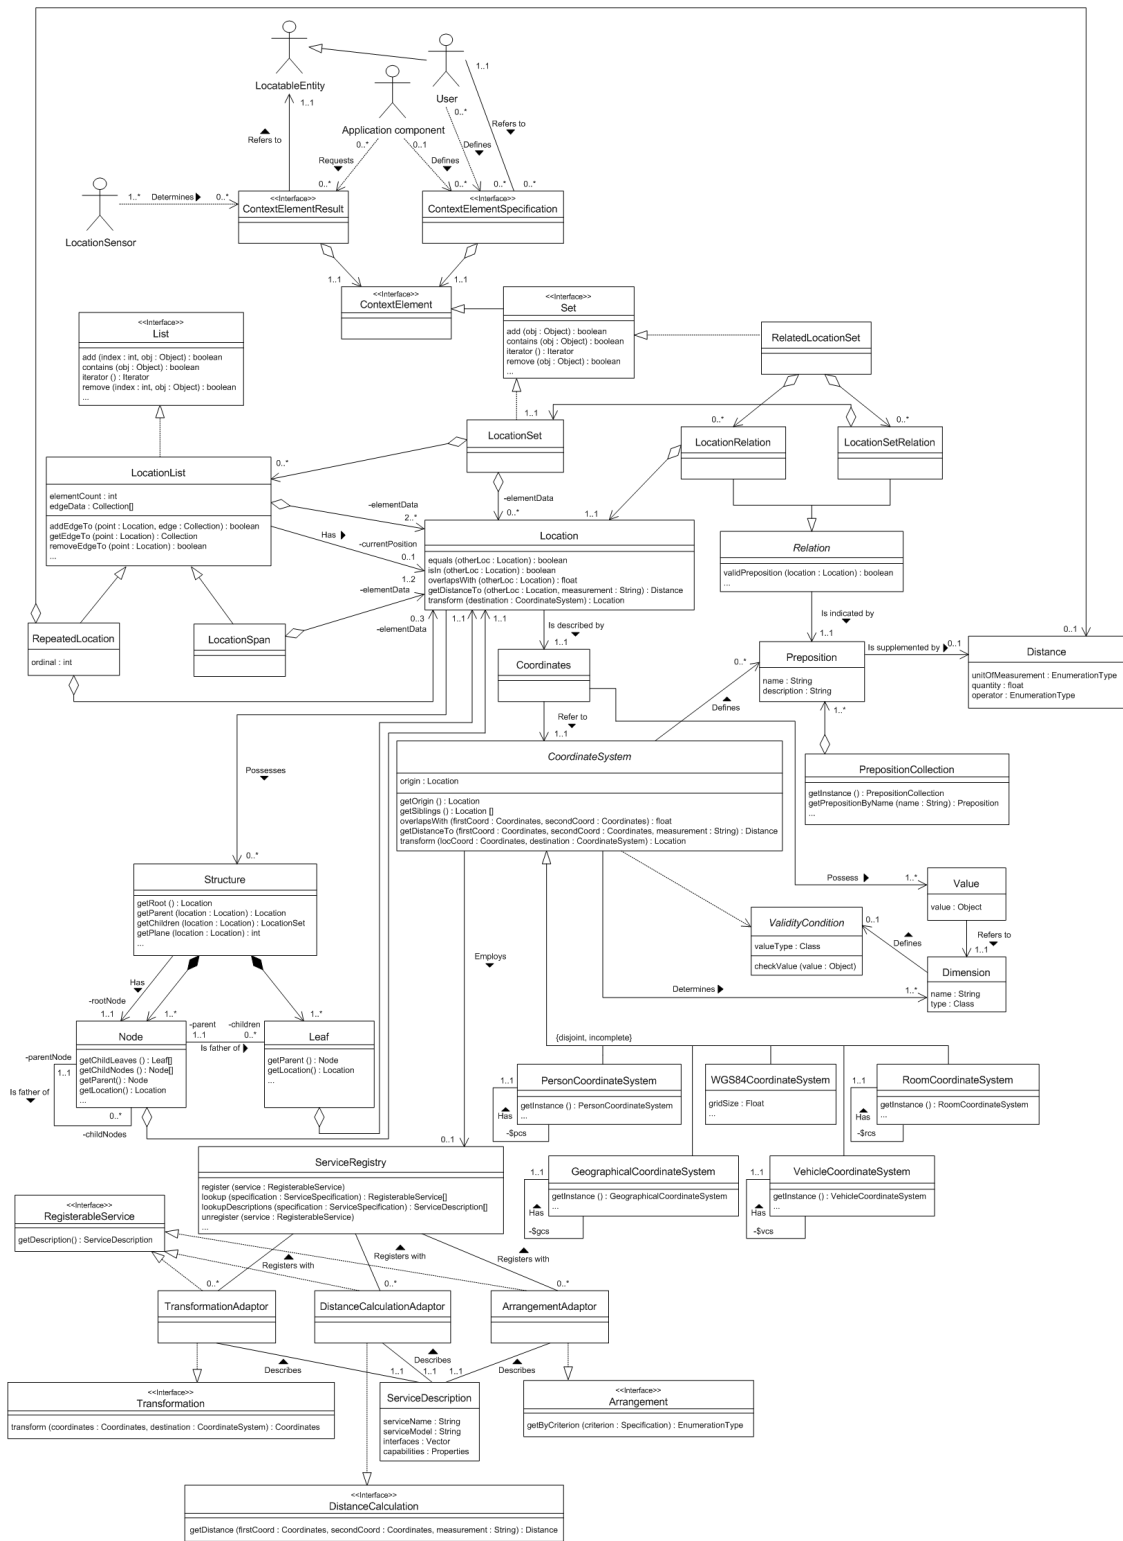 LocatableEntity
User
1..1
1..1
Refers to
Application component
0..*
Refers to
0..*
0..1
Requests
Defines
Defines
LocationSensor
1..*
Determines
0..*
0..*
0..*
0..*
0..*
<<Interface>>
ContextElementResult
<<Interface>>
ContextElementSpecification
1..1
1..1
<<Interface>>
ContextElement
<<Interface>>
Set
add (obj : Object) : boolean
contains (obj : Object) : boolean
iterator () : Iterator
remove (obj : Object) : boolean
...
<<Interface>>
List
add (index : int, obj : Object) : boolean
contains (obj : Object) : boolean
iterator () : Iterator
remove (index : int, obj : Object) : boolean
...
RelatedLocationSet
1..1
0..*
0..*
LocationSet
LocationRelation
LocationSetRelation
0..*
LocationList
elementCount : int
edgeData : Collection[]
addEdgeTo (point : Location, edge : Collection) : boolean
getEdgeTo (point : Location) : Collection
removeEdgeTo (point : Location) : boolean
...
-elementData
2..*
Has
-currentPosition
0..1
1..2
-elementData
-elementData
0..*
1..1
Location
equals (otherLoc : Location) : boolean
isIn (otherLoc : Location) : boolean
overlapsWith (otherLoc : Location) : float
getDistanceTo (otherLoc : Location, measurement : String) : Distance
transform (destination : CoordinateSystem) : Location
Relation
validPreposition (location : Location) : boolean
...
RepeatedLocation
ordinal : int
LocationSpan
0..3
-elementData
1..1
1..1
Is described by
1..1
Coordinates
Is indicated by
1..1
0..*
Preposition
name : String
description : String
Is supplemented by
0..1
0..1
Distance
unitOfMeasurement : EnumerationType
quantity : float
operator : EnumerationType
Refer to
1..1
Defines
1..*
CoordinateSystem
origin : Location
getOrigin () : Location
getSiblings () : Location []
overlapsWith (firstCoord : Coordinates, secondCoord : Coordinates) : float
getDistanceTo (firstCoord : Coordinates, secondCoord : Coordinates, measurement : String) : Distance
transform (locCoord : Coordinates, destination : CoordinateSystem) : Location
PrepositionCollection
getInstance () : PrepositionCollection
getPrepositionByName (name : String) : Preposition
...
Possesses
0..*
Structure
getRoot () : Location
getParent (location : Location) : Location
getChildren (location : Location) : LocationSet
getPlane (location : Location) : int
...
Possess
1..*
Value
value : Object
ValidityCondition
valueType : Class
checkValue (value : Object)
0..1
Defines
Refers to
1..1
Dimension
name : String
type : Class
Employs
Determines
1..*
Has
-rootNode
1..1
1..*
1..*
Node
getChildLeaves () : Leaf[]
getChildNodes () : Node[]
getParent() : Node
getLocation() : Location
...
-parent
1..1
-children
0..*
Is father of
Leaf
getParent () : Node
getLocation() : Location
...
-parentNode
1..1
Is father of
0..*
-childNodes
{disjoint, incomplete}
1..1
Has
-$pcs
PersonCoordinateSystem
getInstance () : PersonCoordinateSystem
...
WGS84CoordinateSystem
gridSize : Float
...
1..1
Has
-$rcs
RoomCoordinateSystem
getInstance () : RoomCoordinateSystem
...
1..1
Has
-$gcs
GeographicalCoordinateSystem
getInstance () : GeographicalCoordinateSystem
...
1..1
Has
-$vcs
VehicleCoordinateSystem
getInstance () : VehicleCoordinateSystem
...
0..1
ServiceRegistry
register (service : RegisterableService)
lookup (specification : ServiceSpecification) : RegisterableService[]
lookupDescriptions (specification : ServiceSpecification) : ServiceDescription[]
unregister (service : RegisterableService)
...
<<Interface>>
RegisterableService
getDescription() : ServiceDescription
Registers with
Registers with
Registers with
0..*
0..*
0..*
TransformationAdaptor
DistanceCalculationAdaptor
ArrangementAdaptor
Describes
Describes
Describes
1..1
1..1
1..1
<<Interface>>
Transformation
transform (coordinates : Coordinates, destination : CoordinateSystem) : Coordinates
ServiceDescription
serviceName : String
serviceModel : String
interfaces : Vector
capabilities : Properties
<<Interface>>
Arrangement
getByCriterion (criterion : Specification) : EnumerationType
<<Interface>>
DistanceCalculation
getDistance (firstCoord : Coordinates, secondCoord : Coordinates, measurement : String) : Distance